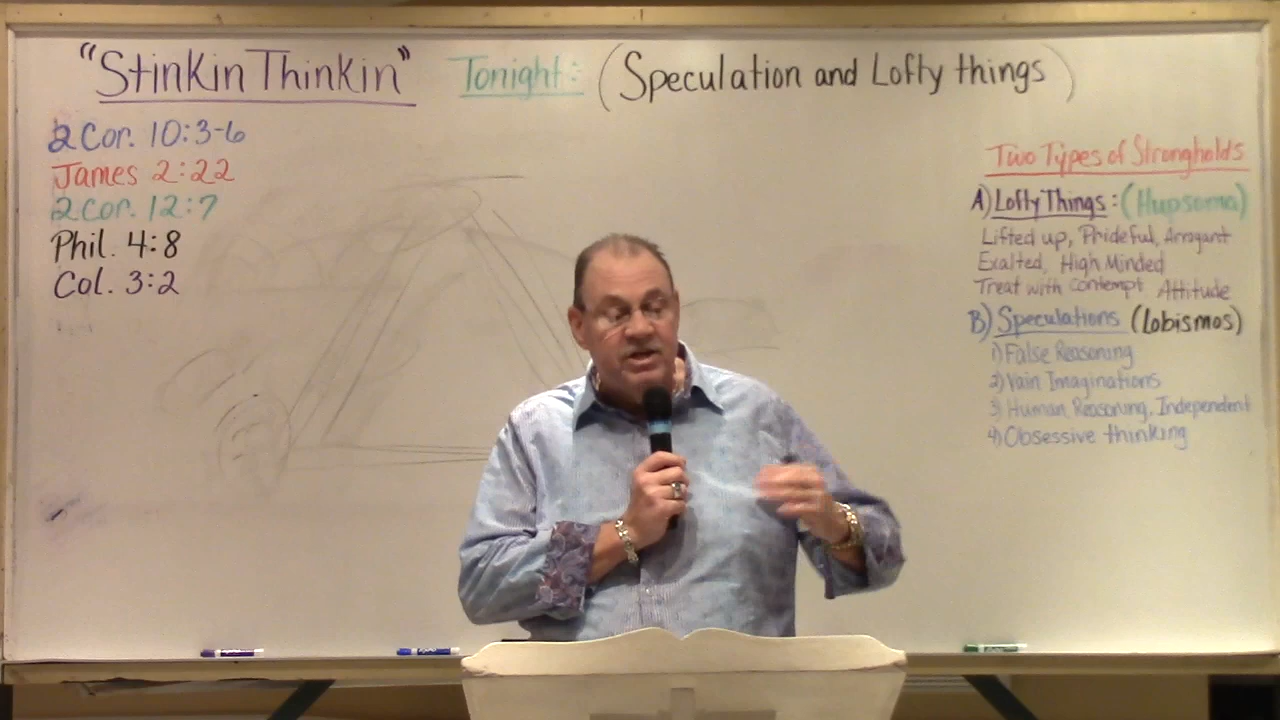 "Stinkin Thinkin" Tonight: (Speculation and Lofty things)
2 Cor. 10:3-6
James 2:22
2 Cor. 12:7
Phil. 4:8
Col. 3:2
Two Types of Strongholds
A) Lofty Things: (Hupsoma)
Lifted up, Prideful, Arrogant
Exalted, High Minded
Treat with contempt Attitude
B) Speculations (Lobismos)
1) False Reasoning
2) Vain Imaginations
3) Human Reasoning, Independent
4) Obsessive thinking